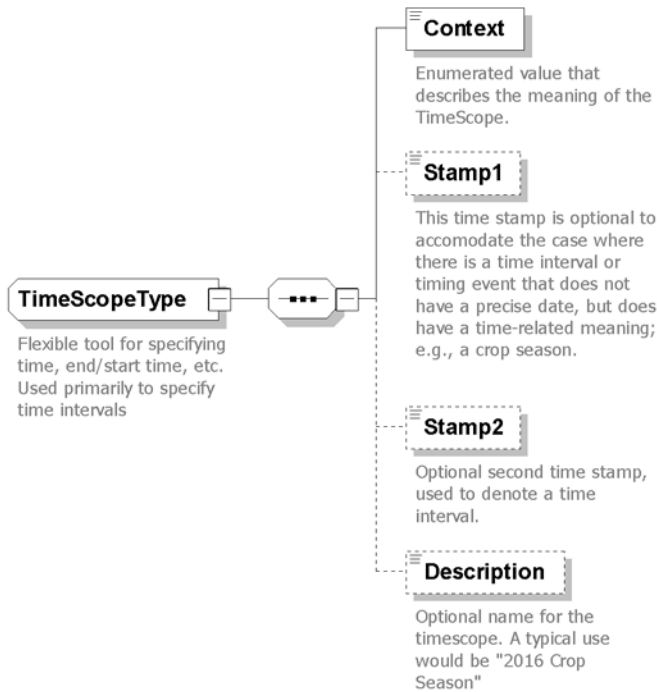 Context
Enumerated value that
describes the meaning of the
TimeScope.
Stamp1
This time stamp is optional to
accomodate the case where
there is a time interval or
timing event that does not
have a precise date, but does
have a time-related meaning;
e.g., a crop season.
TimeScopeType
Flexible tool for specifying
time, end/start time, etc.
Used primarily to specify
time intervals
Stamp2
Optional second time stamp,
used to denote a time
interval.
Description
Optional name for the
timescope. A typical use
would be "2016 Crop
Season"